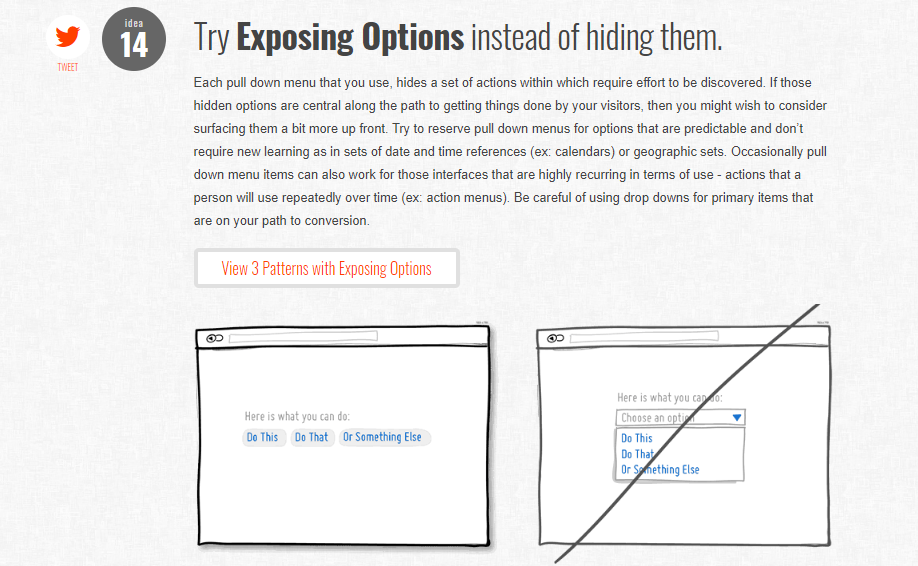 idea
14
TWEET
Try Exposing Options instead of hiding them.
Each pull down menu that you use, hides a set of actions within which require effort to be discovered. If those
hidden options are central along the path to getting things done by your visitors, then you might wish to consider
surfacing them a bit more up front. Try to reserve pull down menus for options that are predictable and don’t
require new learning as in sets of date and time references (ex: calendars) or geographic sets. Occasionally pull
down menu items can also work for those interfaces that are highly recurring in terms of use - actions that a
person will use repeatedly over time (ex: action menus). Be careful of using drop downs for primary items that
are on your path to conversion.
View 3 Patterns with Exposing Options
Here is what you can do:
Do This Do That Or Something Else
Here is what you can do:
Choose an option
Do This
Do That
Or Something Else